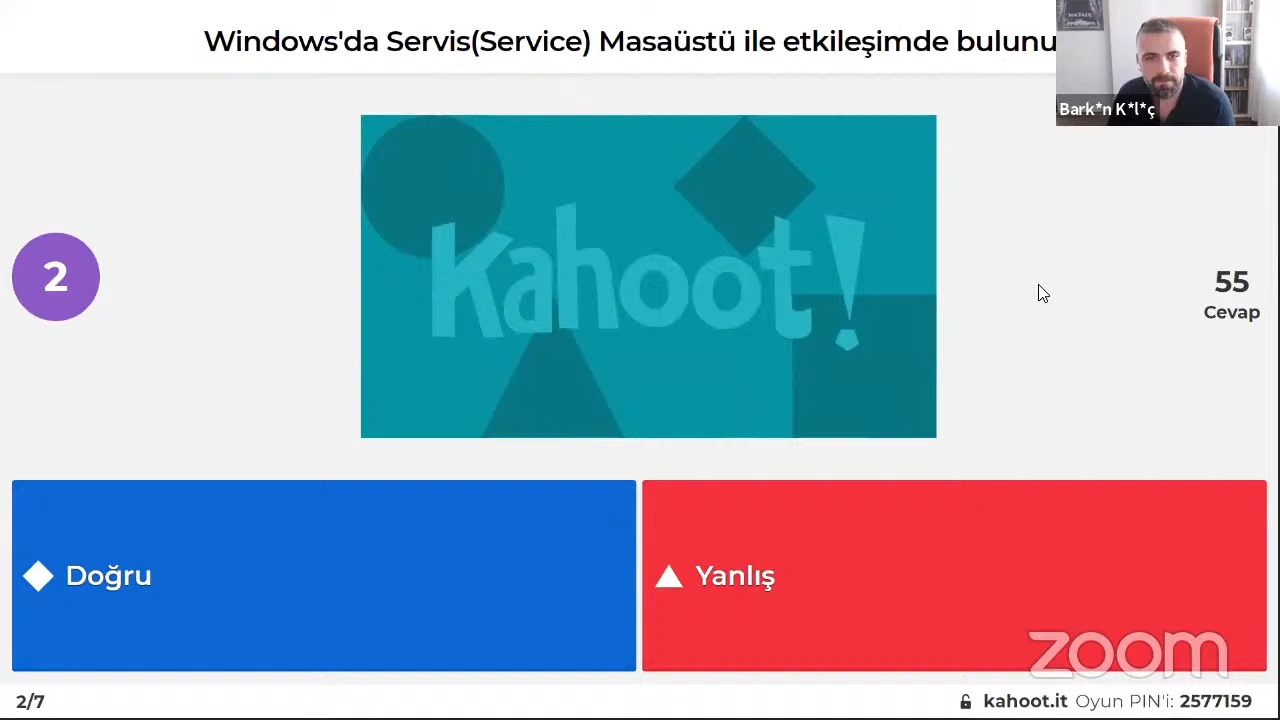 Windows'da Servis(Service) Masaüstü ile etkileşimde bulunu
Bark*n K*l*ç
Kahoot!
2
55
Cevap
Doğru
Yanlış
zoom
2/7
kahoot.it Oyun PIN'i: 2577159